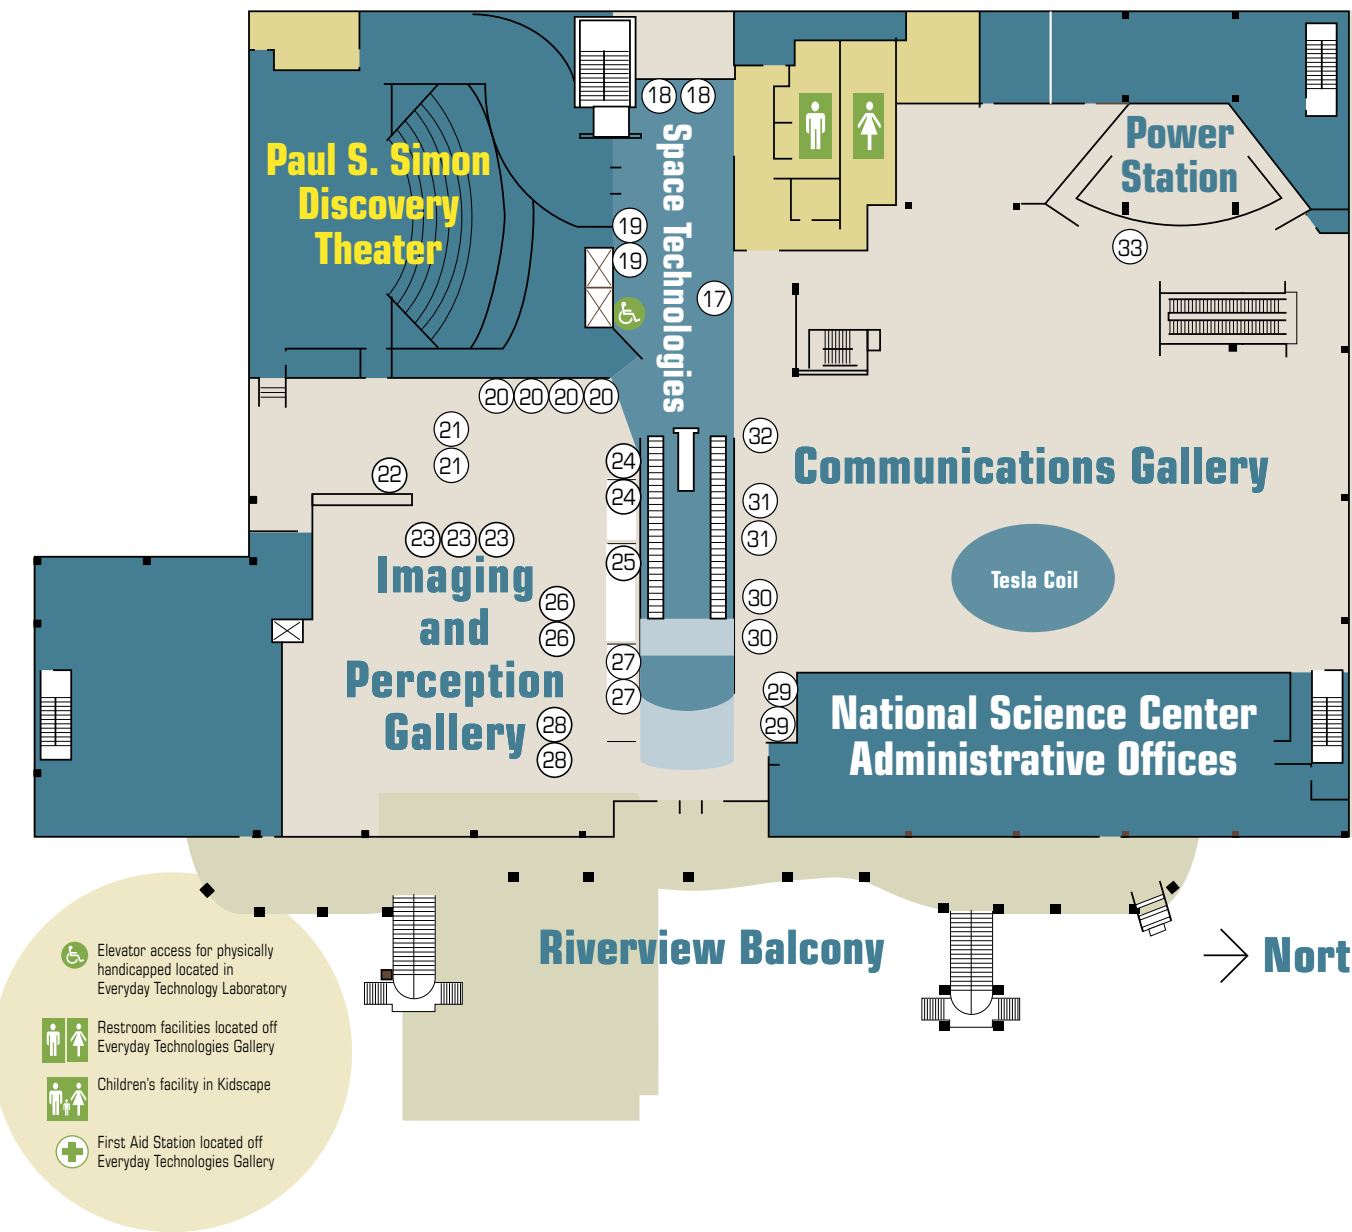 18 18
Paul S. Simon
Discovery
Theater
Space Technologies
Power
Station
19
19
33
17
20 20 20 20
21
21
22
24
24
32
Communications Gallery
31
31
23 23 23
25
Imaging
and
Perception
Gallery
26
26
Tesla Coil
30
30
27
27
28
28
29
29
National Science Center
Administrative Offices
Riverview Balcony
Nort
Elevator access for physically
handicapped located in
Everyday Technology Laboratory
Restroom facilities located off
Everyday Technologies Gallery
Children's facility in Kidscape
First Aid Station located off
Everyday Technologies Gallery